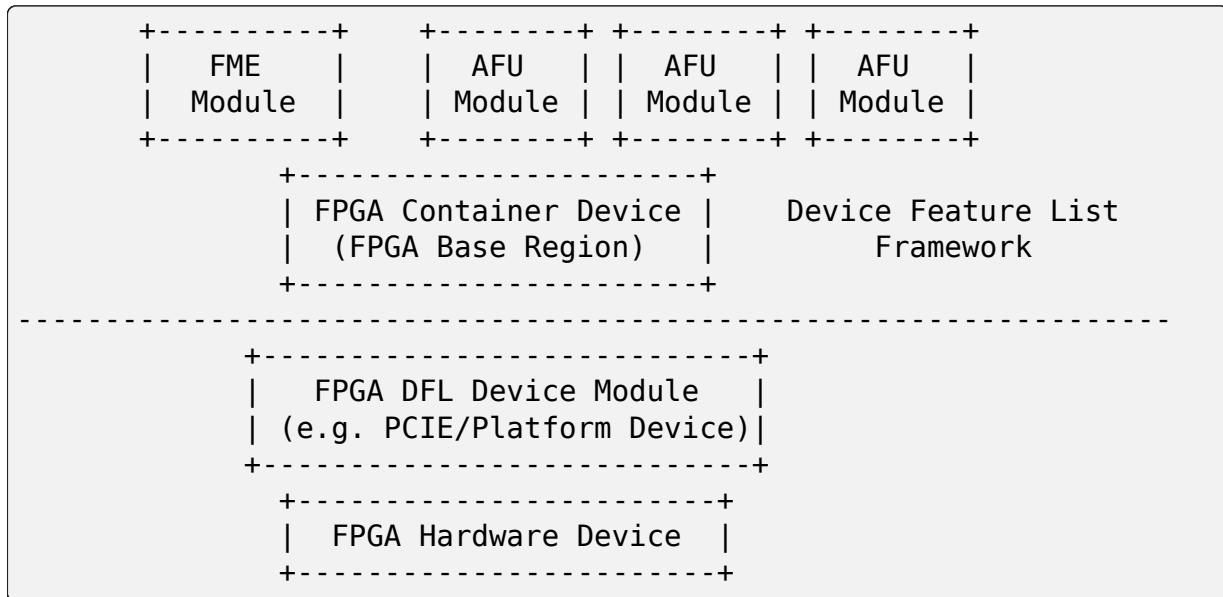 +----------+    +--------+ +--------+ +--------+
|   FME    |    |  AFU   | |  AFU   | |  AFU   |
|  Module  |    | Module | | Module | | Module |
+----------+    +--------+ +--------+ +--------+
+-----------------------+
| FPGA Container Device |    Device Feature List
|  (FPGA Base Region)   |         Framework
+-----------------------+
------------------------------------------------------------------
+----------------------------+
|   FPGA DFL Device Module   |
| (e.g. PCIE/Platform Device)|
+----------------------------+
+------------------------+
|  FPGA Hardware Device  |
+------------------------+